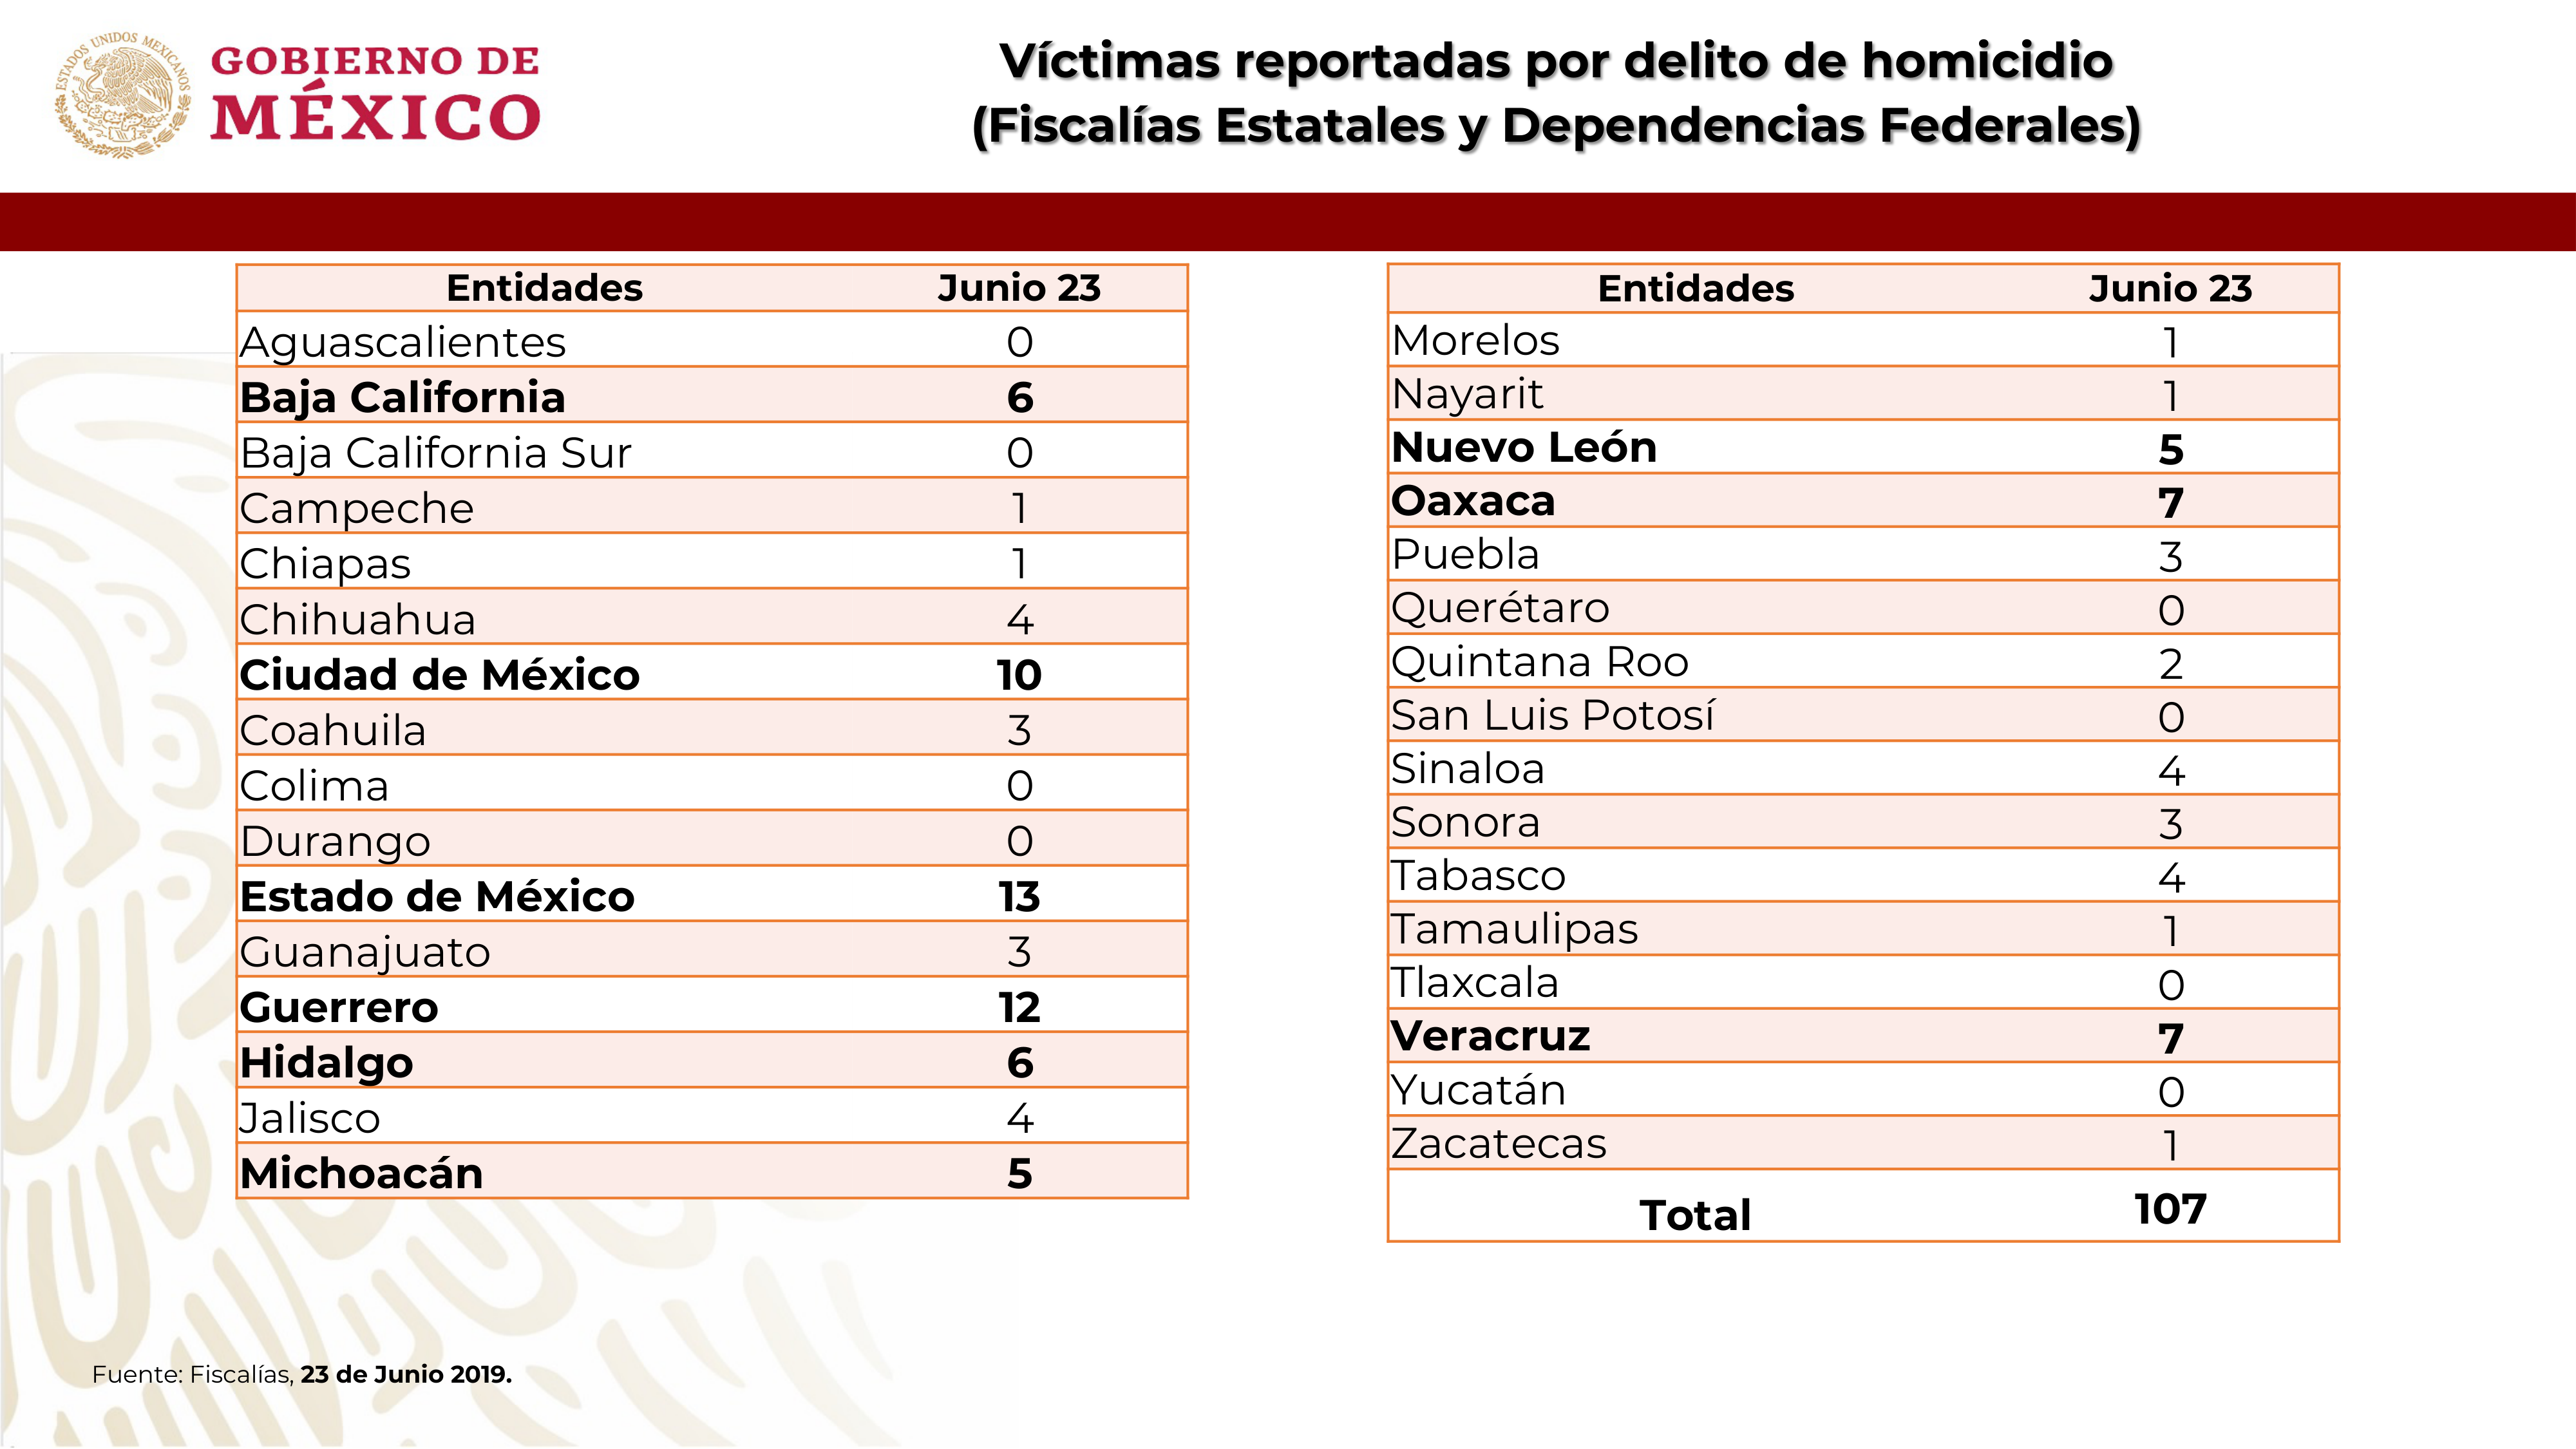 ESTADOS UNIDOS MEXICANOS
GOBIERNO DE
MÉXICO
Víctimas reportadas por delito de homicidio
(Fiscalías Estatales y Dependencias Federales)
Entidades Junio 23
Aguascalientes 0
Baja California 6
Baja California Sur 0
Campeche 1
Chiapas 1
Chihuahua 4
Ciudad de México 10
Coahuila 3
Colima 0
Durango 0
Estado de México 13
Guanajuato 3
Guerrero 12
Hidalgo 6
Jalisco 4
Michoacán 5
Entidades Junio 23
Morelos 1
Nayarit 1
Nuevo León 5
Oaxaca 7
Puebla 3
Querétaro 0
Quintana Roo 2
San Luis Potosí 0
Sinaloa 4
Sonora 3
Tabasco 4
Tamaulipas 1
Tlaxcala 0
Veracruz 7
Yucatán 0
Zacatecas 1
Total 107
Fuente: Fiscalías, 23 de Junio 2019.